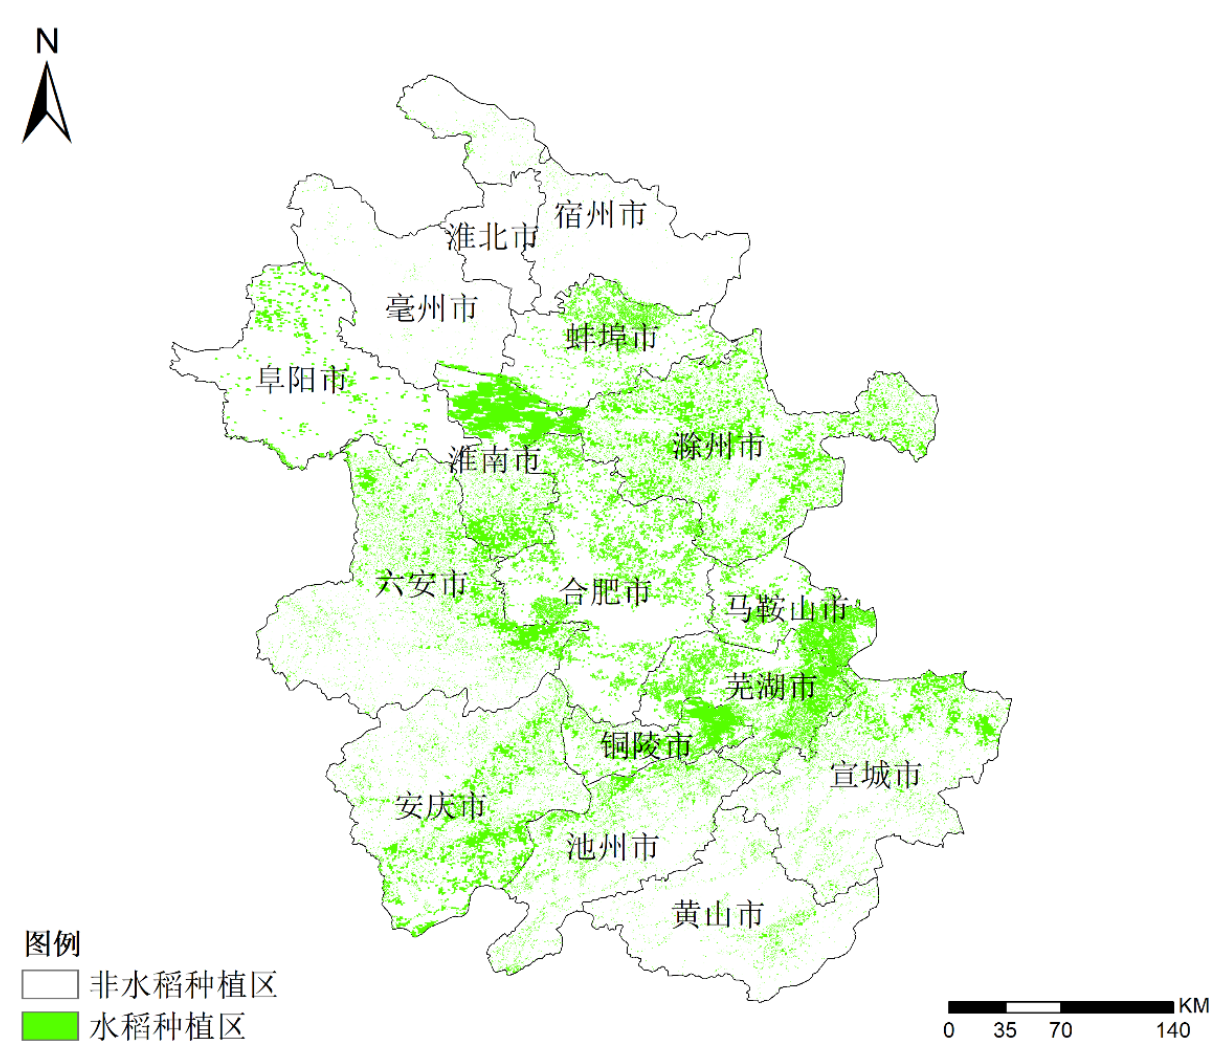 N
宿州市
淮北市
亳州市
蚌埠市
阜阳市
滁州市
淮南市
六安市
合肥市
马鞍山市
芜湖市
铜陵市
宣城市
安庆市
池州市
黄山市
图例
非水稻种植区
水稻种植区
KM
0 35 70 140